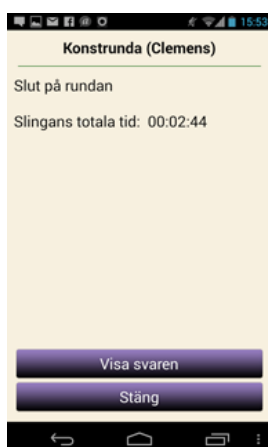 15:53
Konstrunda (Clemens)
Slut på rundan
Slingans totala tid: 00:02:44
Visa svaren
Stäng